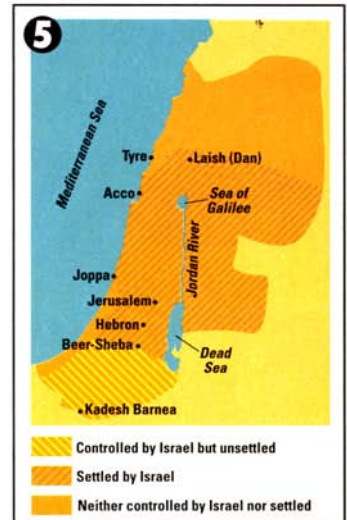 5
Mediterranean Sea
Tyre
Laish (Dan)
Acco
Sea of
Galilee
Jordan River
Joppa
Jerusalem
Hebron
Beer-Sheba
Dead
Sea
Kadesh Barnea
Controlled by Israel but unsettled
Settled by Israel
Neither controlled by Israel nor settled